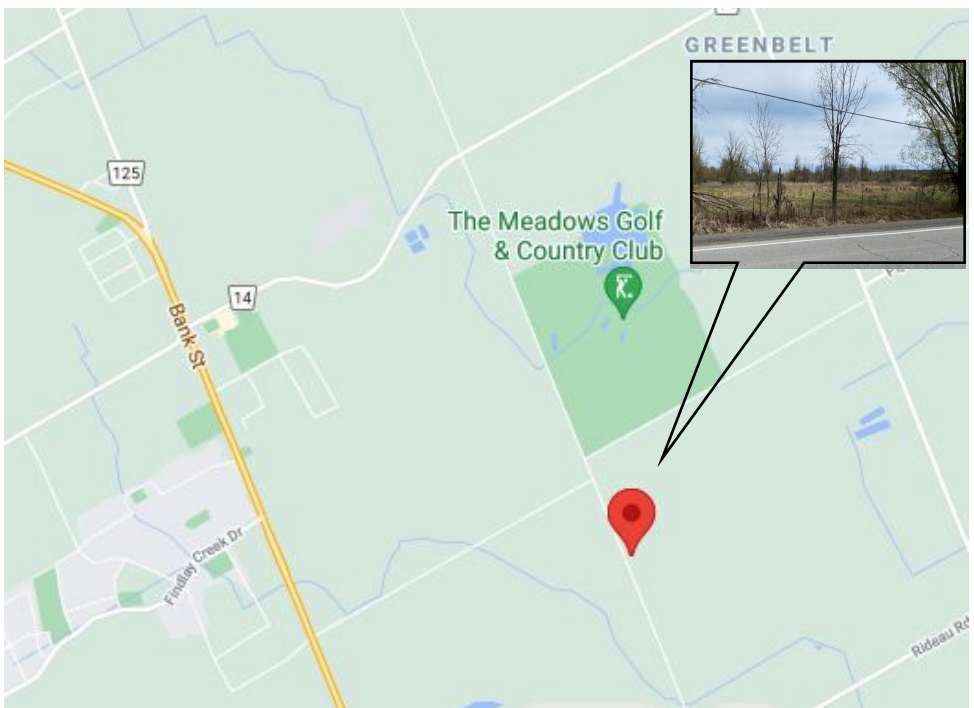 GREENBELT
125
The Meadows Golf
& Country Club
14
Bank St
Findlay Creek Dr
Rideau Rd